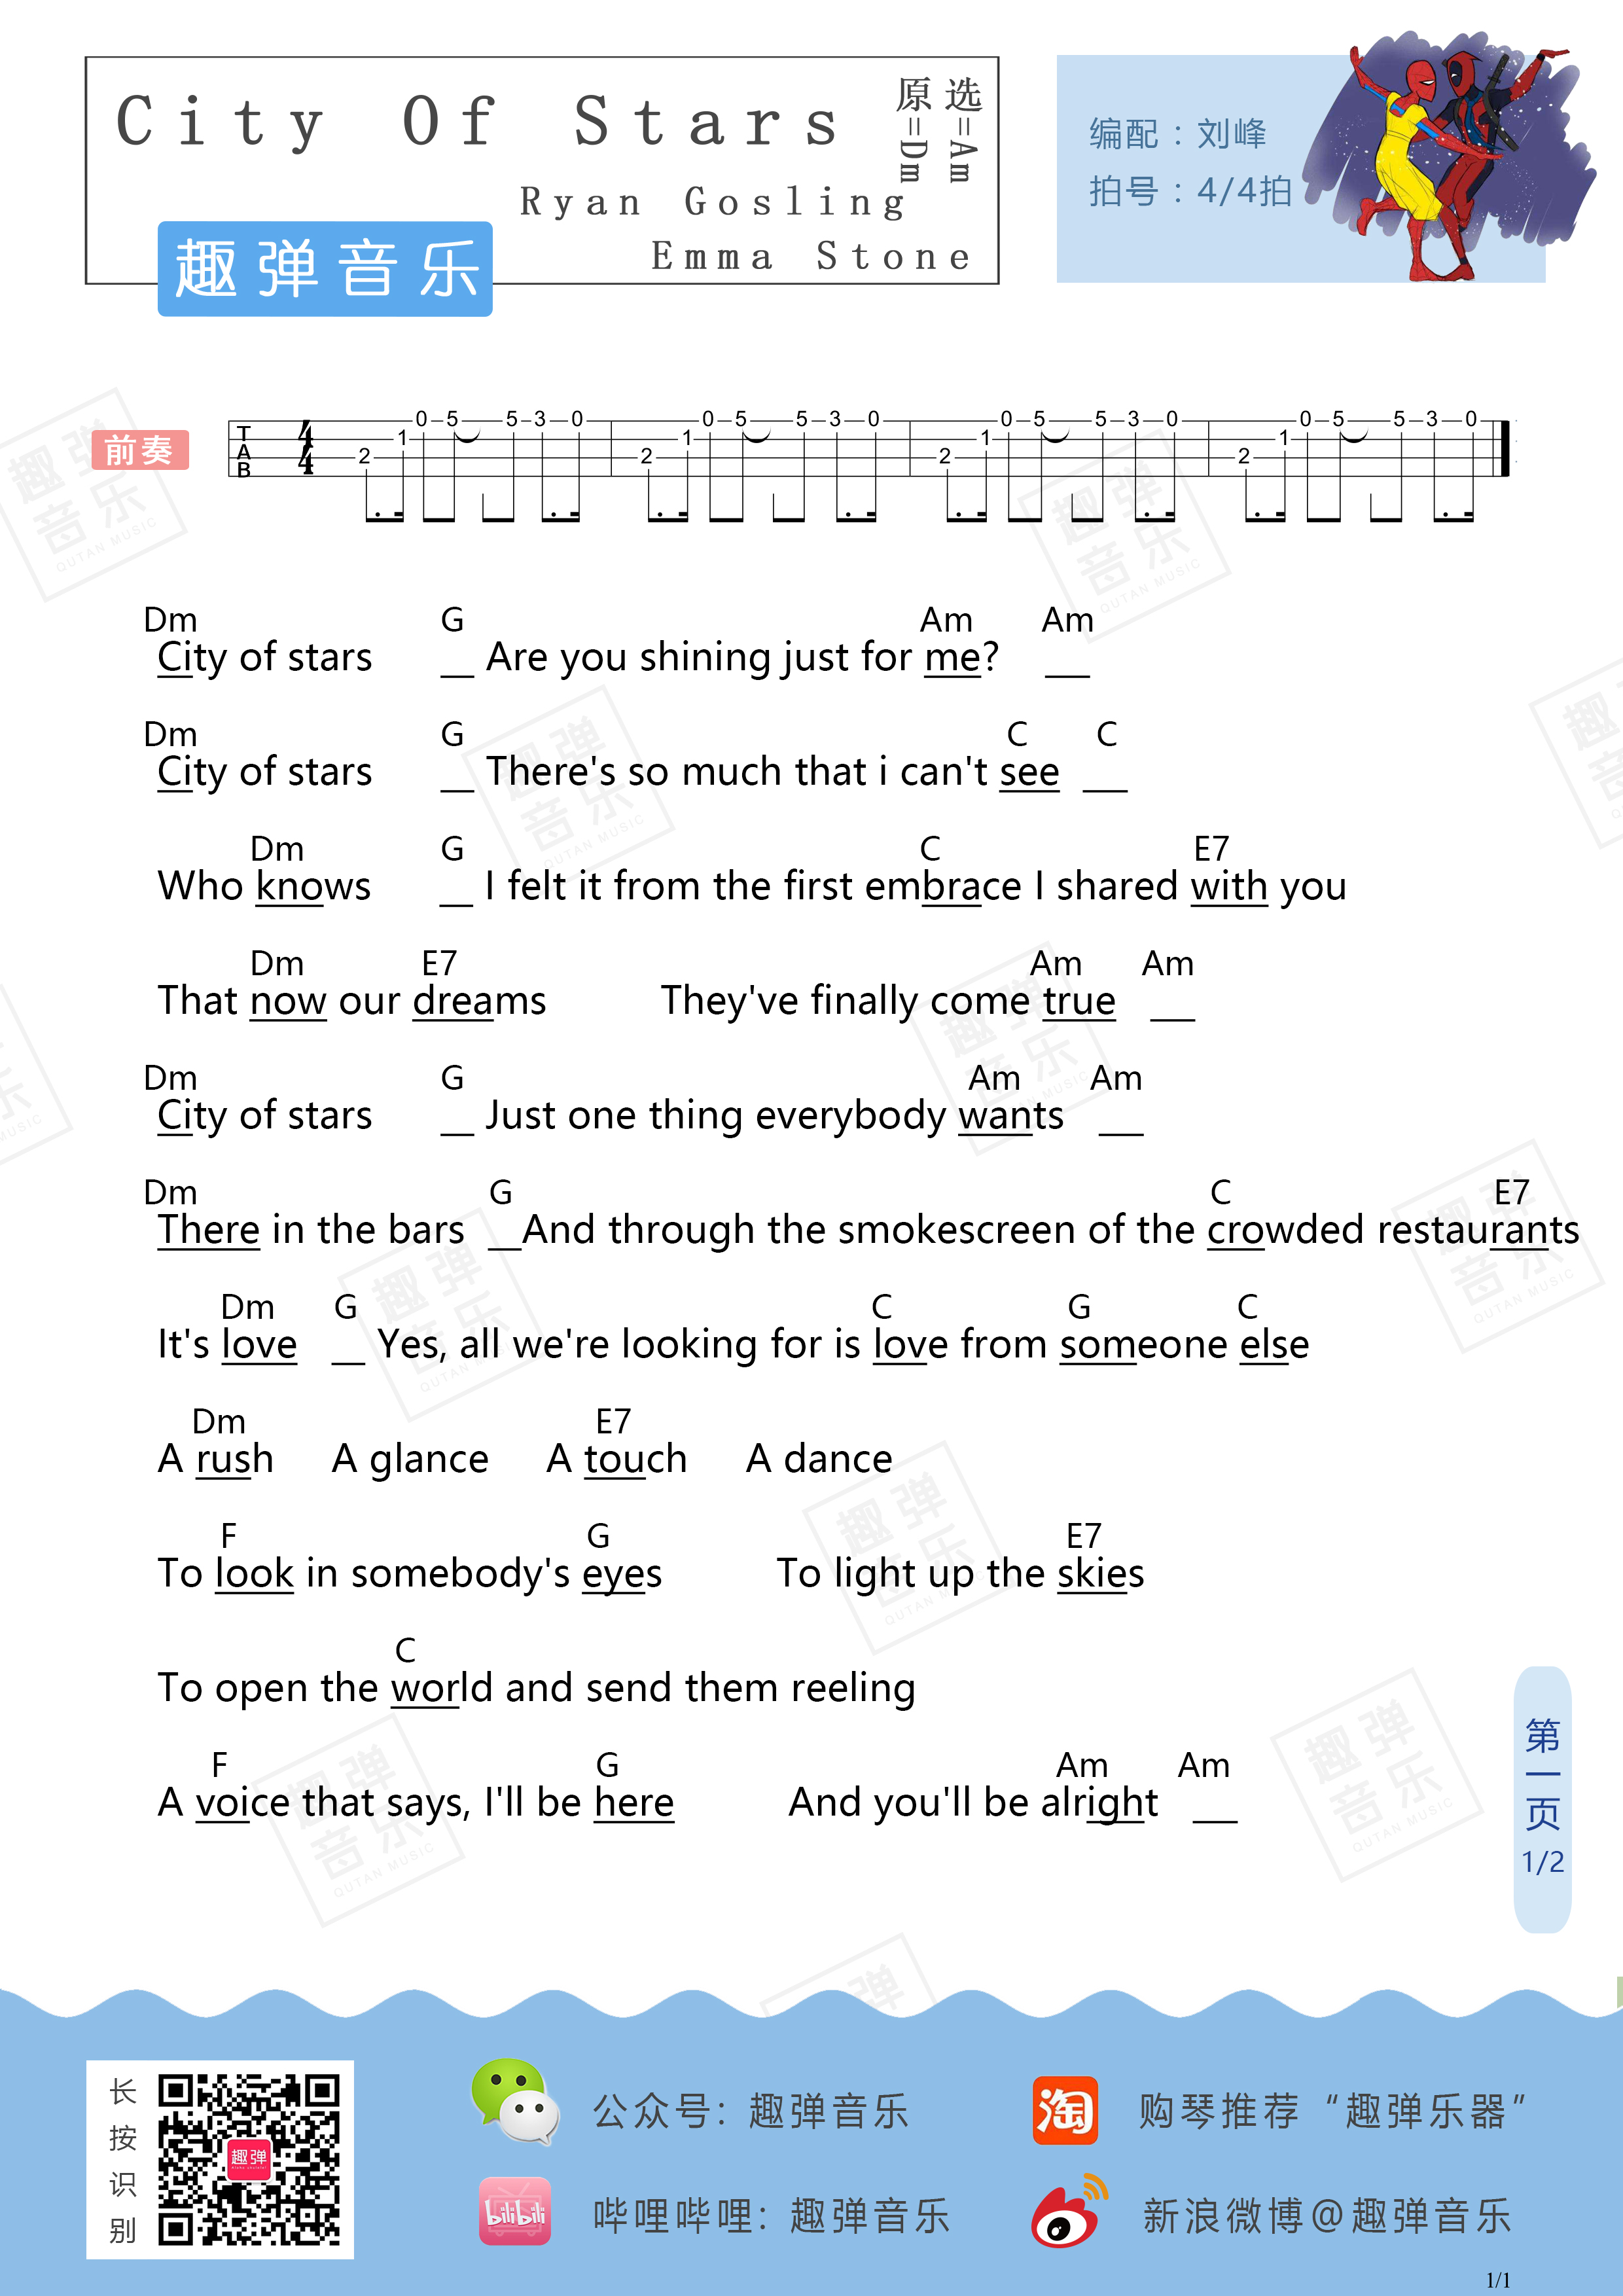 City Of Stars
原=Dm
选=Am
Ryan Gosling
Emma Stone
趣弹音乐
编配：刘峰
拍号：4/4拍
前奏
T
A
B
4
4
2 1 0 5 5 3 0 2 1 0 5 5 3 0 2 1 0 5 5 3 0 2 1 0 5 5 3 0
Dm G Am Am
City of stars __ Are you shining just for me? __
Dm G C C
City of stars __ There's so much that i can't see __
Dm G C E7
Who knows __ I felt it from the first embrace I shared with you
Dm E7 Am Am
That now our dreams They've finally come true __
Dm G Am Am
City of stars __ Just one thing everybody wants __
Dm G C E7
There in the bars __And through the smokescreen of the crowded restaurants
Dm G C G C
It's love __ Yes, all we're looking for is love from someone else
Dm E7
A rush A glance A touch A dance
F G E7
To look in somebody's eyes To light up the skies
C
To open the world and send them reeling
F G Am Am
A voice that says, I'll be here And you'll be alright __
第一页
1/2
长按识别
趣弹
公众号：趣弹音乐
淘
购琴推荐“趣弹乐器”
bilibili
哔哩哔哩：趣弹音乐
新浪微博@趣弹音乐
1/1
趣弹音乐
QUTAN MUSIC